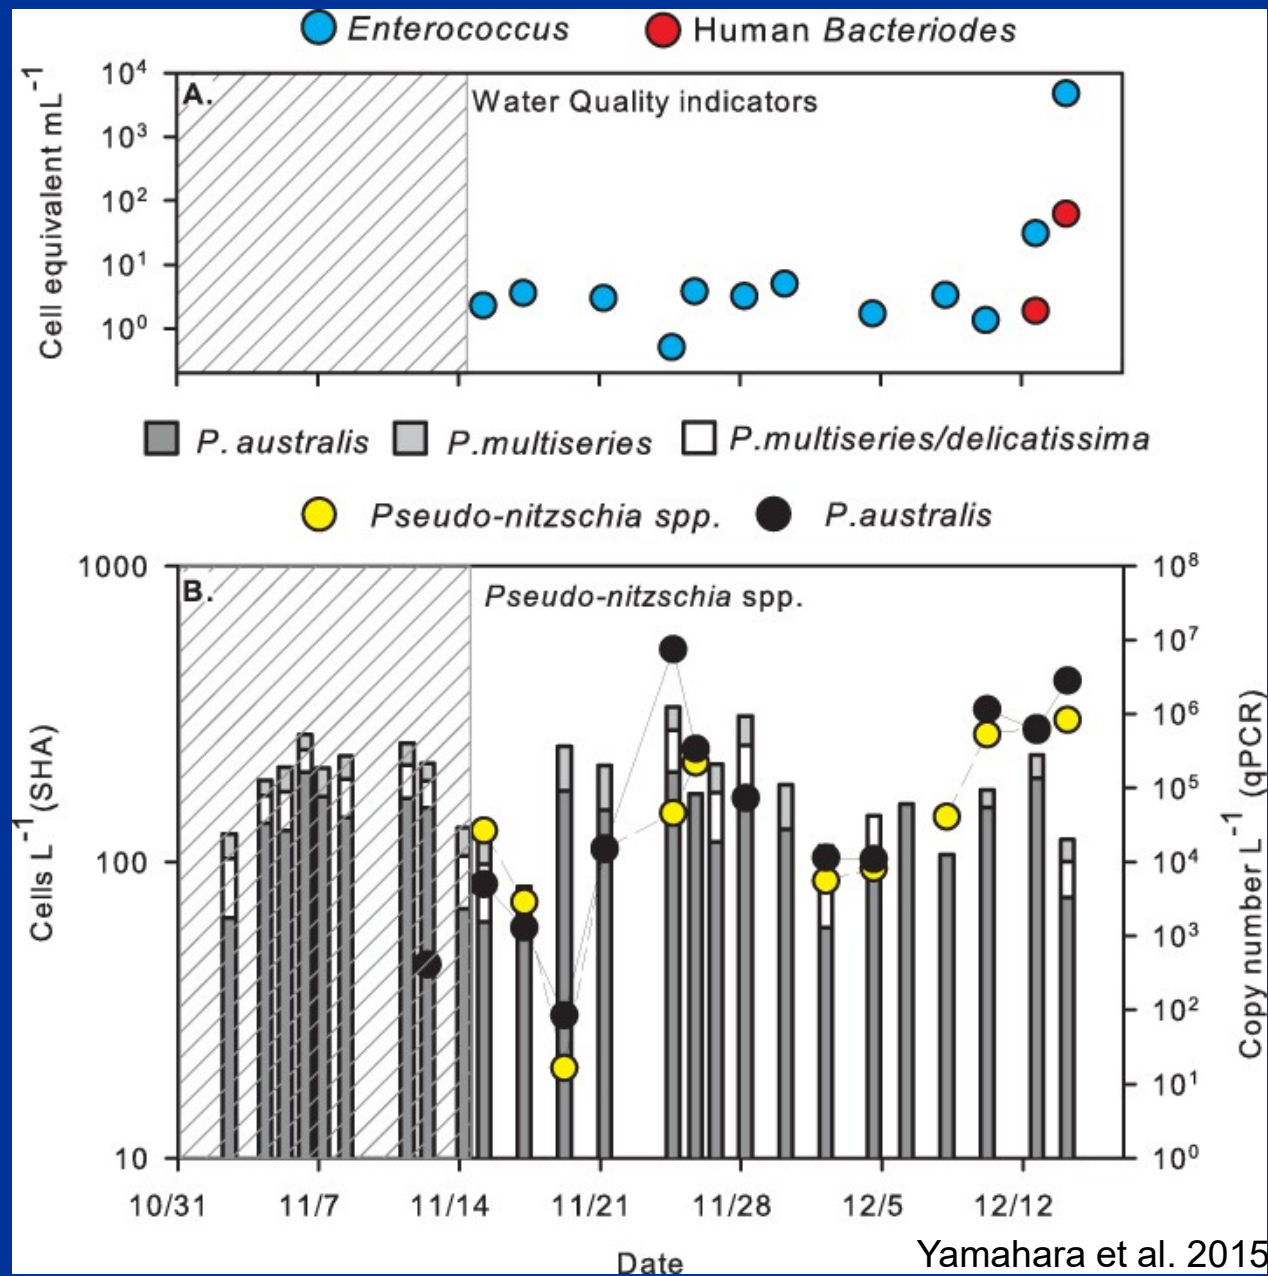 Enterococcus Human Bacteriodes
A. Water Quality indicators
Cell equivalent mL-1
10^4
10^3
10^2
10^1
10^0
P. australis P.multiseries P.multiseries/delicatissima
Pseudo-nitzschia spp. P.australis
B. Pseudo-nitzschia spp.
Cells L-1 (SHA)
1000
100
10
10^8
10^7
10^6
10^5
10^4
10^3
10^2
10^1
10^0
Copy number L-1 (qPCR)
10/31 11/7 11/14 11/21 11/28 12/5 12/12
Date
Yamahara et al. 2015